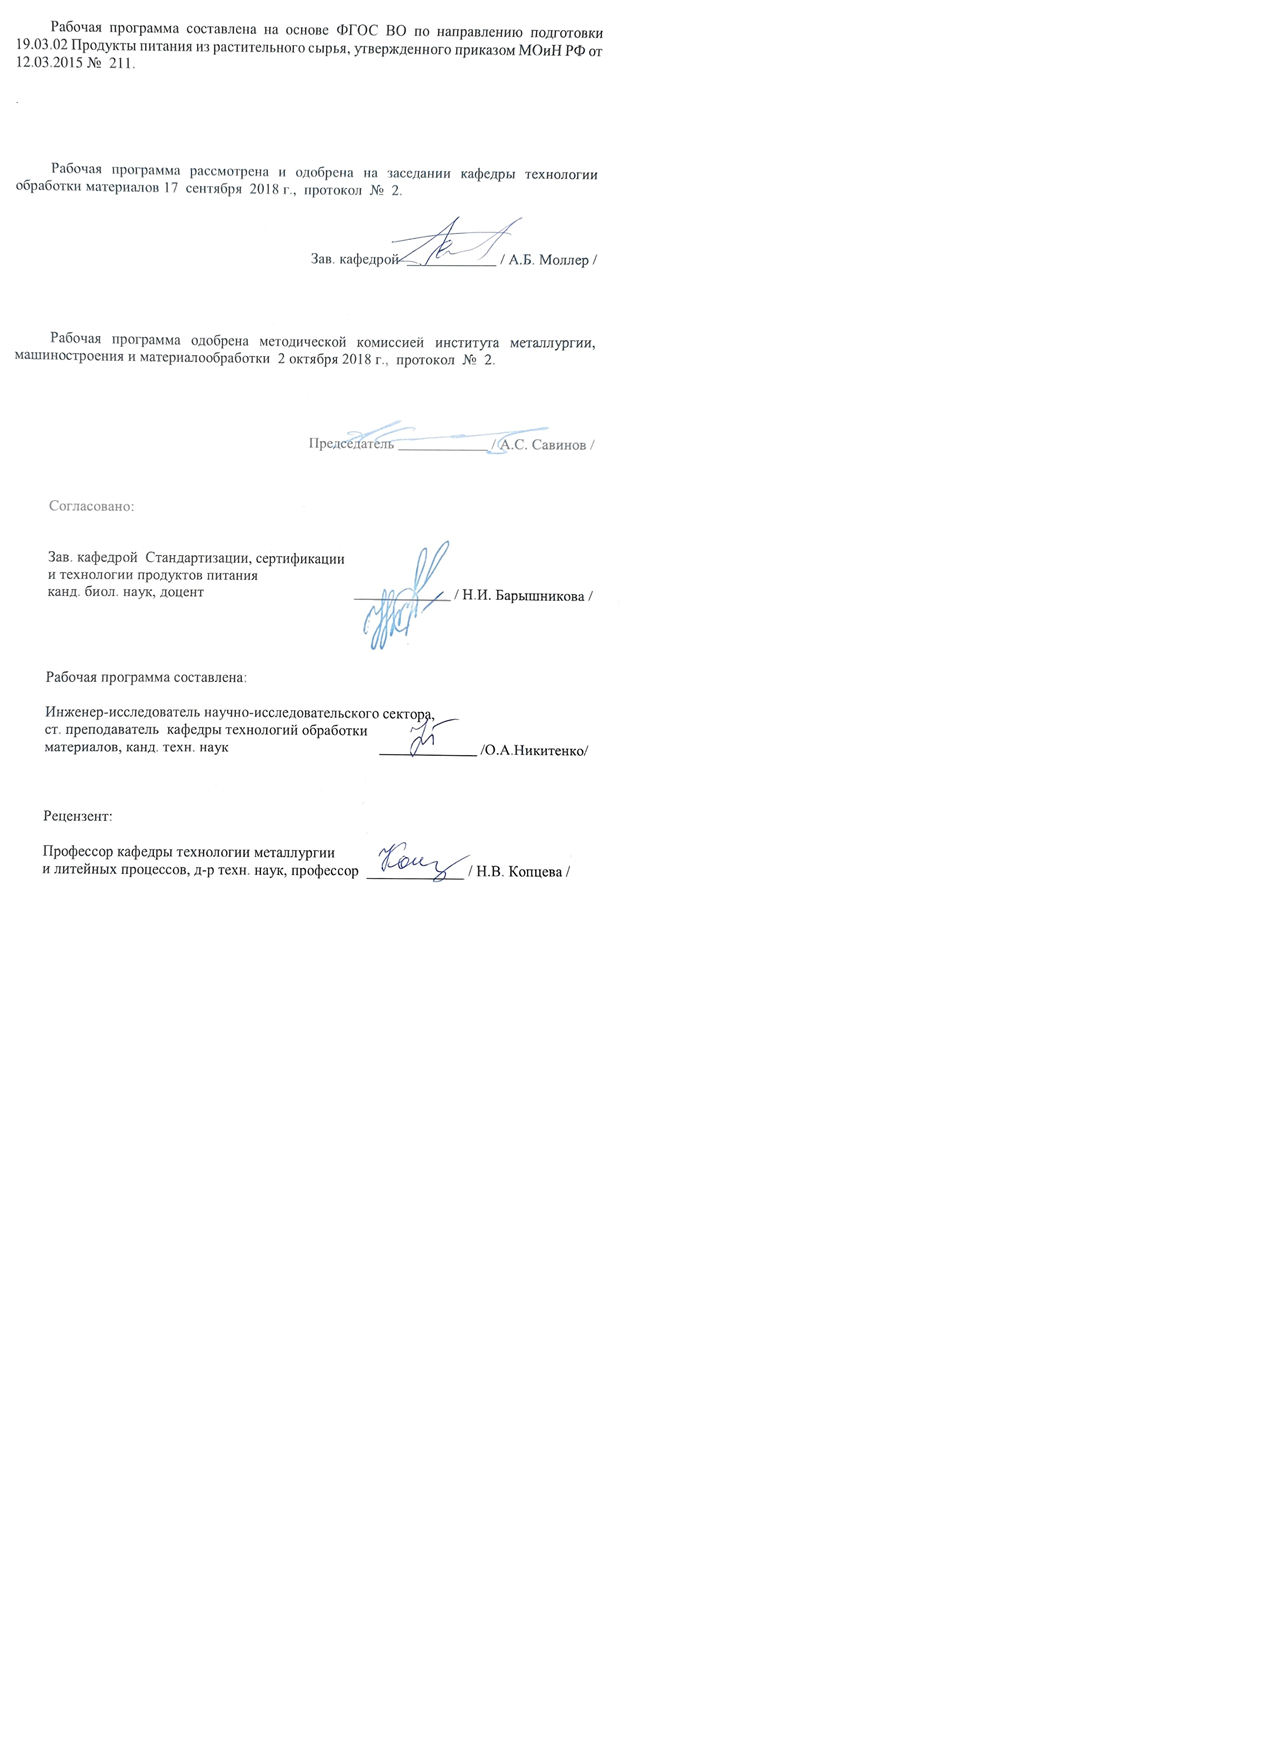 Рабочая программа составлена на основе ФГОС ВО по направлению подготовки
19.03.02 Продукты питания из растительного сырья, утвержденного приказом МОиН РФ от
12.03.2015 № 211.
Рабочая программа рассмотрена и одобрена на заседании кафедры технологии
обработки материалов 17 сентября 2018 г., протокол № 2.
Зав. кафедрой ____________ / А.Б. Моллер /
Рабочая программа одобрена методической комиссией института металлургии,
машиностроения и материалообработки 2 октября 2018 г., протокол № 2.
Председатель ____________ / А.С. Савинов /
Согласовано:
Зав. кафедрой Стандартизации, сертификации
и технологии продуктов питания
канд. биол. наук, доцент _____________ / Н.И. Барышникова /
Рабочая программа составлена:
Инженер-исследователь научно-исследовательского сектора,
ст. преподаватель кафедры технологий обработки
материалов, канд. техн. наук _____________ /О.А.Никитенко/
Рецензент:
Профессор кафедры технологии металлургии
и литейных процессов, д-р техн. наук, профессор _____________ / Н.В. Копцева /